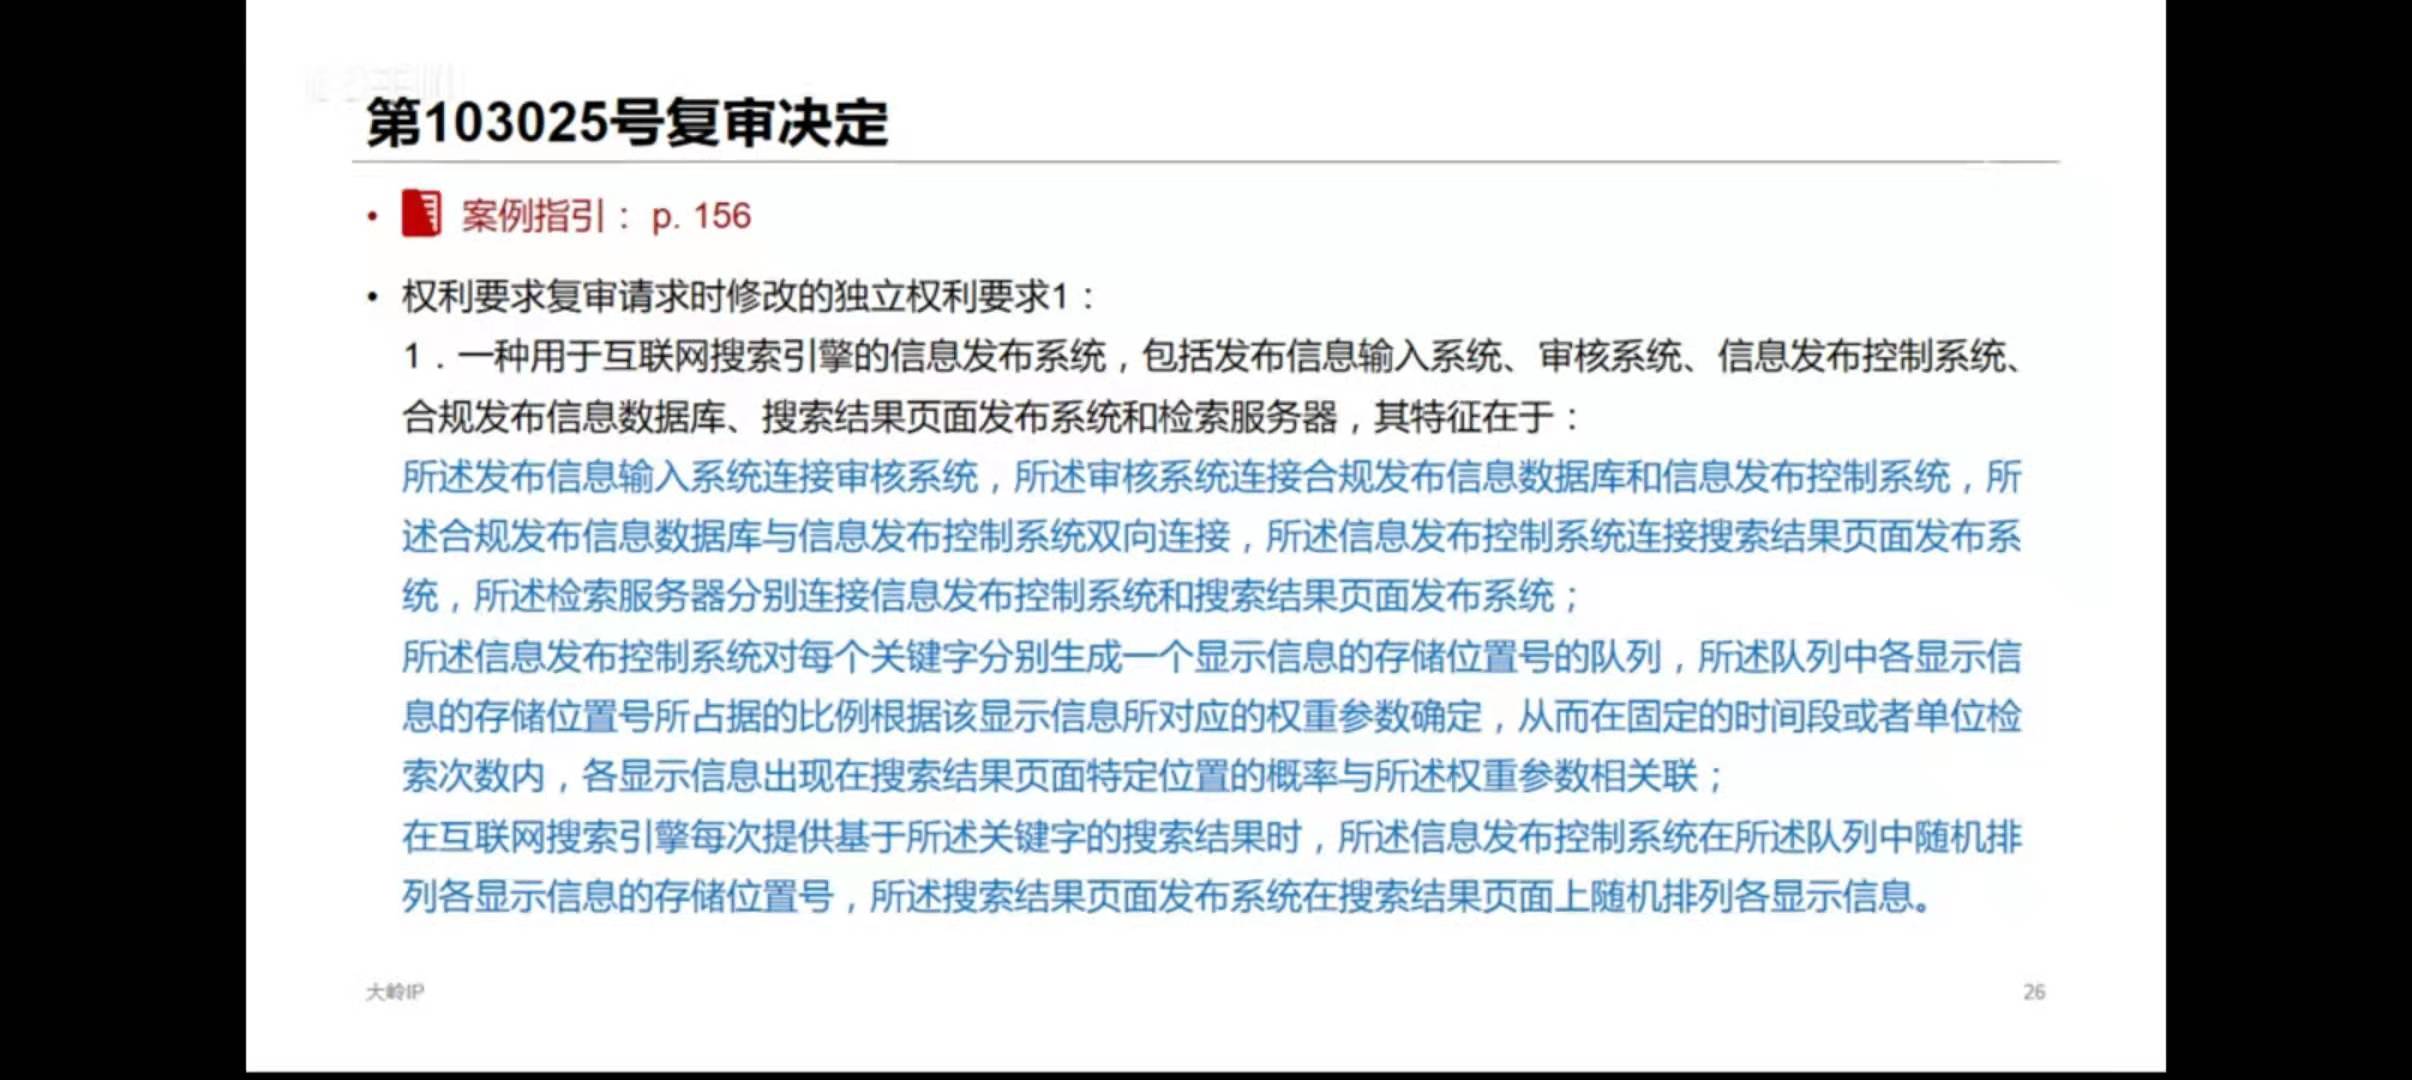 第103025号复审决定
• 案例指引： p. 156
• 权利要求复审请求时修改的独立权利要求1：
1．一种用于互联网搜索引擎的信息发布系统，包括发布信息输入系统、审核系统、信息发布控制系统、
合规发布信息数据库、搜索结果页面发布系统和检索服务器，其特征在于：
所述发布信息输入系统连接审核系统，所述审核系统连接合规发布信息数据库和信息发布控制系统，所
述合规发布信息数据库与信息发布控制系统双向连接，所述信息发布控制系统连接搜索结果页面发布系
统，所述检索服务器分别连接信息发布控制系统和搜索结果页面发布系统；
所述信息发布控制系统对每个关键字分别生成一个显示信息的存储位置号的队列，所述队列中各显示信
息的存储位置号所占据的比例根据该显示信息所对应的权重参数确定，从而在固定的时间段或者单位检
索次数内，各显示信息出现在搜索结果页面特定位置的概率与所述权重参数相关联；
在互联网搜索引擎每次提供基于所述关键字的搜索结果时，所述信息发布控制系统在所述队列中随机排
列各显示信息的存储位置号，所述搜索结果页面发布系统在搜索结果页面上随机排列各显示信息。
大岭IP
26